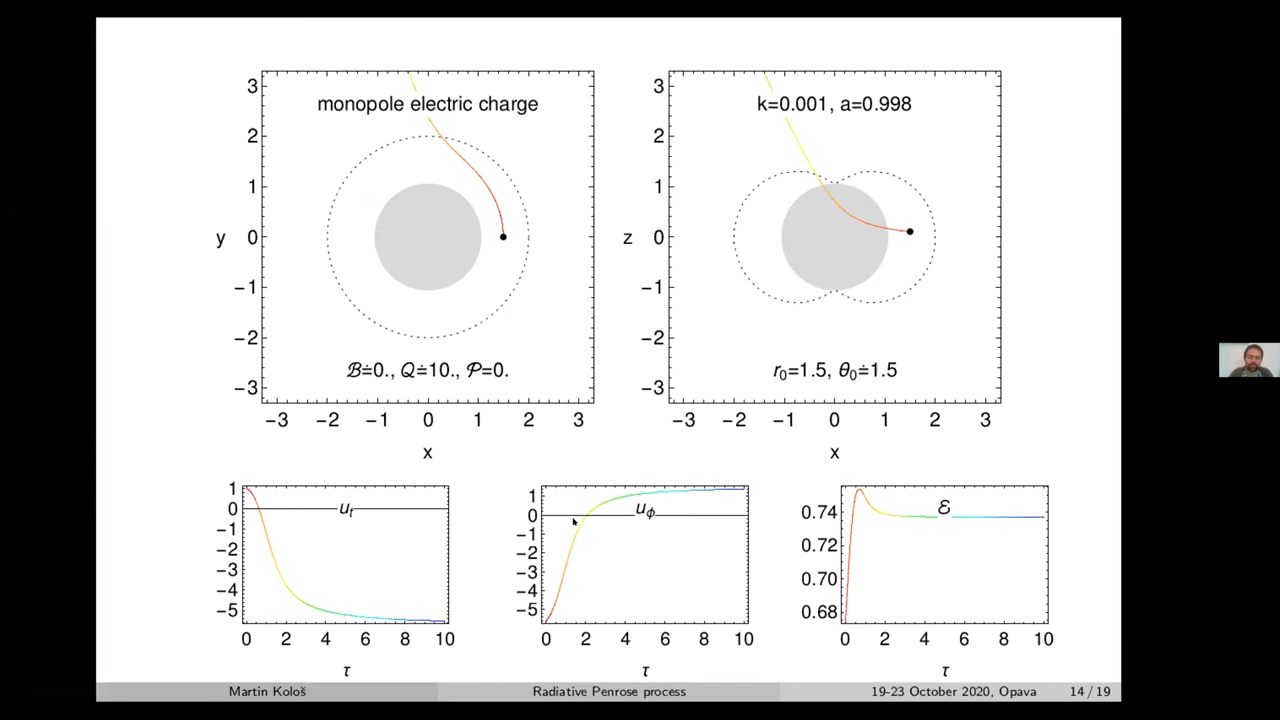 monopole electric charge
k=0.001, a=0.998
3
2
1
y 0
−1
−2
−3
ℬ≐0., Q≐10., 𝒫=0.
−3 −2 −1 0 1 2 3
x
3
2
1
z 0
−1
−2
−3
r₀=1.5, θ₀≐1.5
−3 −2 −1 0 1 2 3
x
1
0
−1
−2
−3
−4
−5
uₜ
0 2 4 6 8 10
τ
1
0
−1
−2
−3
−4
−5
u_ϕ
0 2 4 6 8 10
τ
0.74
0.72
0.70
0.68
ℰ
0 2 4 6 8 10
τ
Martin Kološ
Radiative Penrose process
19-23 October 2020, Opava
14 / 19